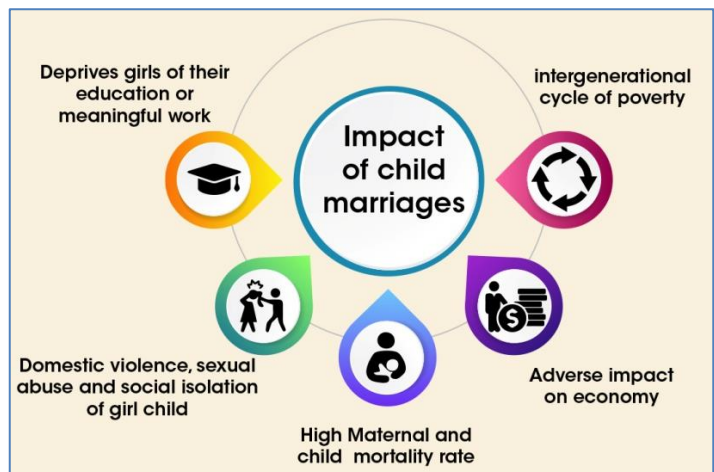 Impact
of child
marriages
Deprives girls of their
education or
meaningful work
intergenerational
cycle of poverty
Domestic violence, sexual
abuse and social isolation
of girl child
High Maternal and
child mortality rate
Adverse impact
on economy
$